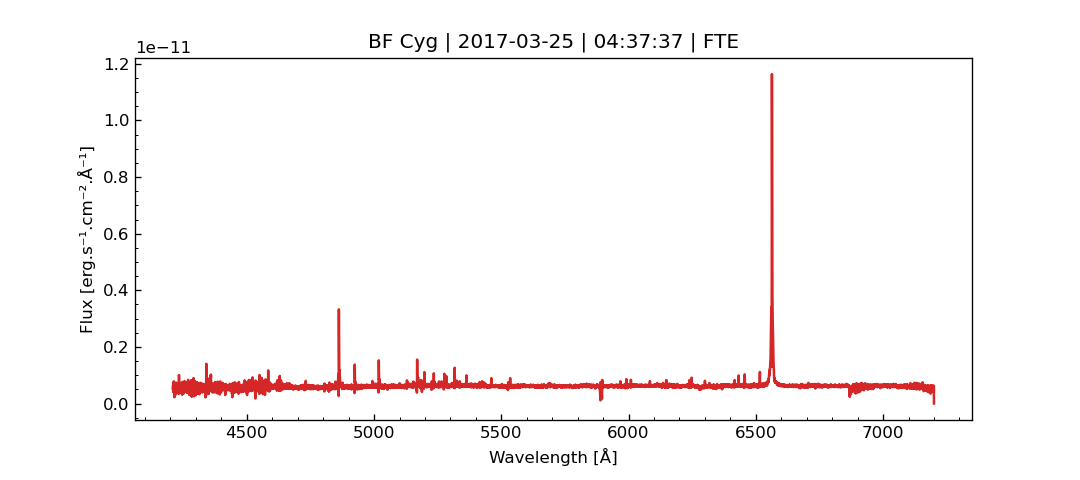 BF Cyg | 2017-03-25 | 04:37:37 | FTE
1e−11
1.2
1.0
0.8
0.6
0.4
0.2
0.0
Flux [erg.s⁻¹.cm⁻².Å⁻¹]
4500 5000 5500 6000 6500 7000
Wavelength [Å]